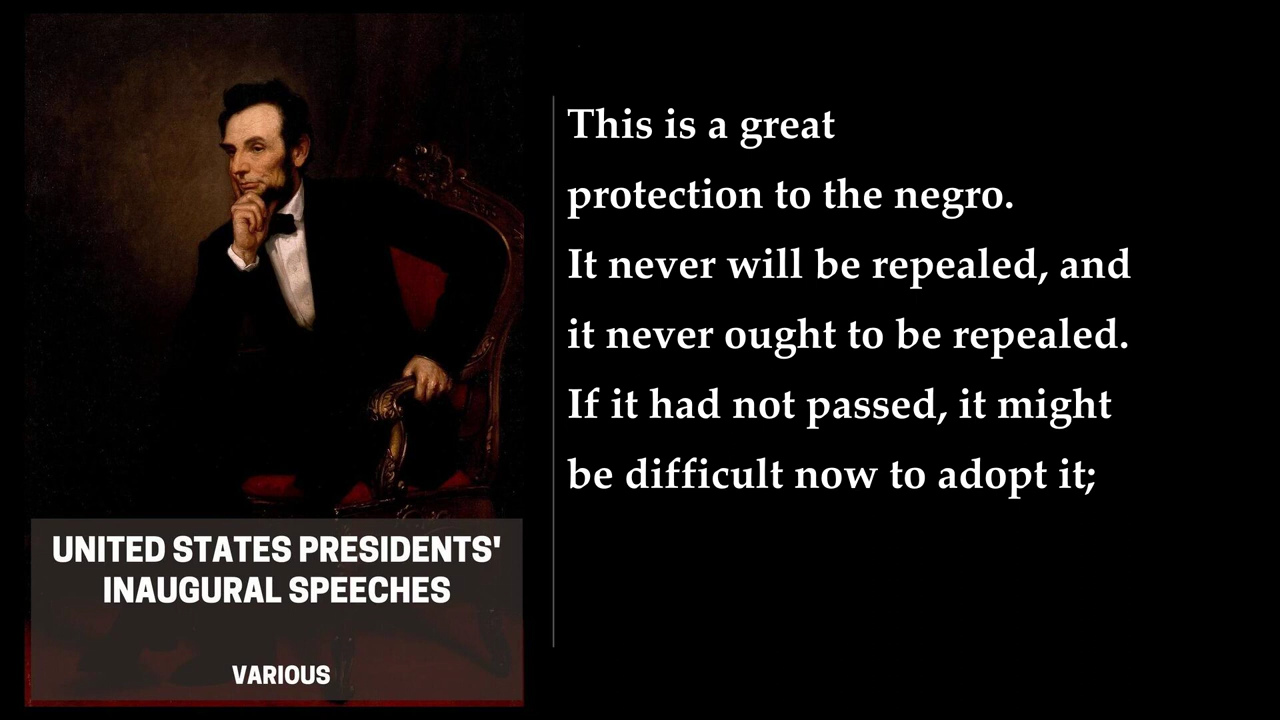 This is a great
protection to the negro.
It never will be repealed, and
it never ought to be repealed.
If it had not passed, it might
be difficult now to adopt it;
UNITED STATES PRESIDENTS'
INAUGURAL SPEECHES
VARIOUS